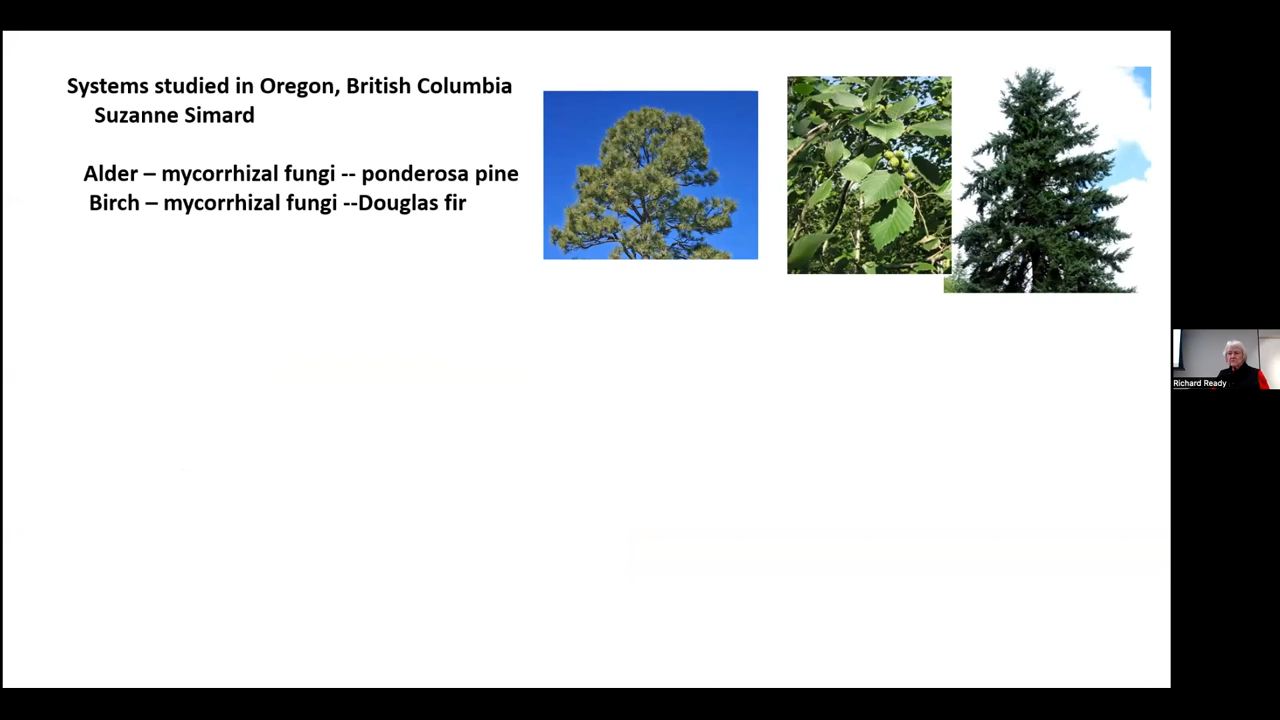 Systems studied in Oregon, British Columbia
Suzanne Simard
Alder – mycorrhizal fungi -- ponderosa pine
Birch – mycorrhizal fungi --Douglas fir
Richard Ready